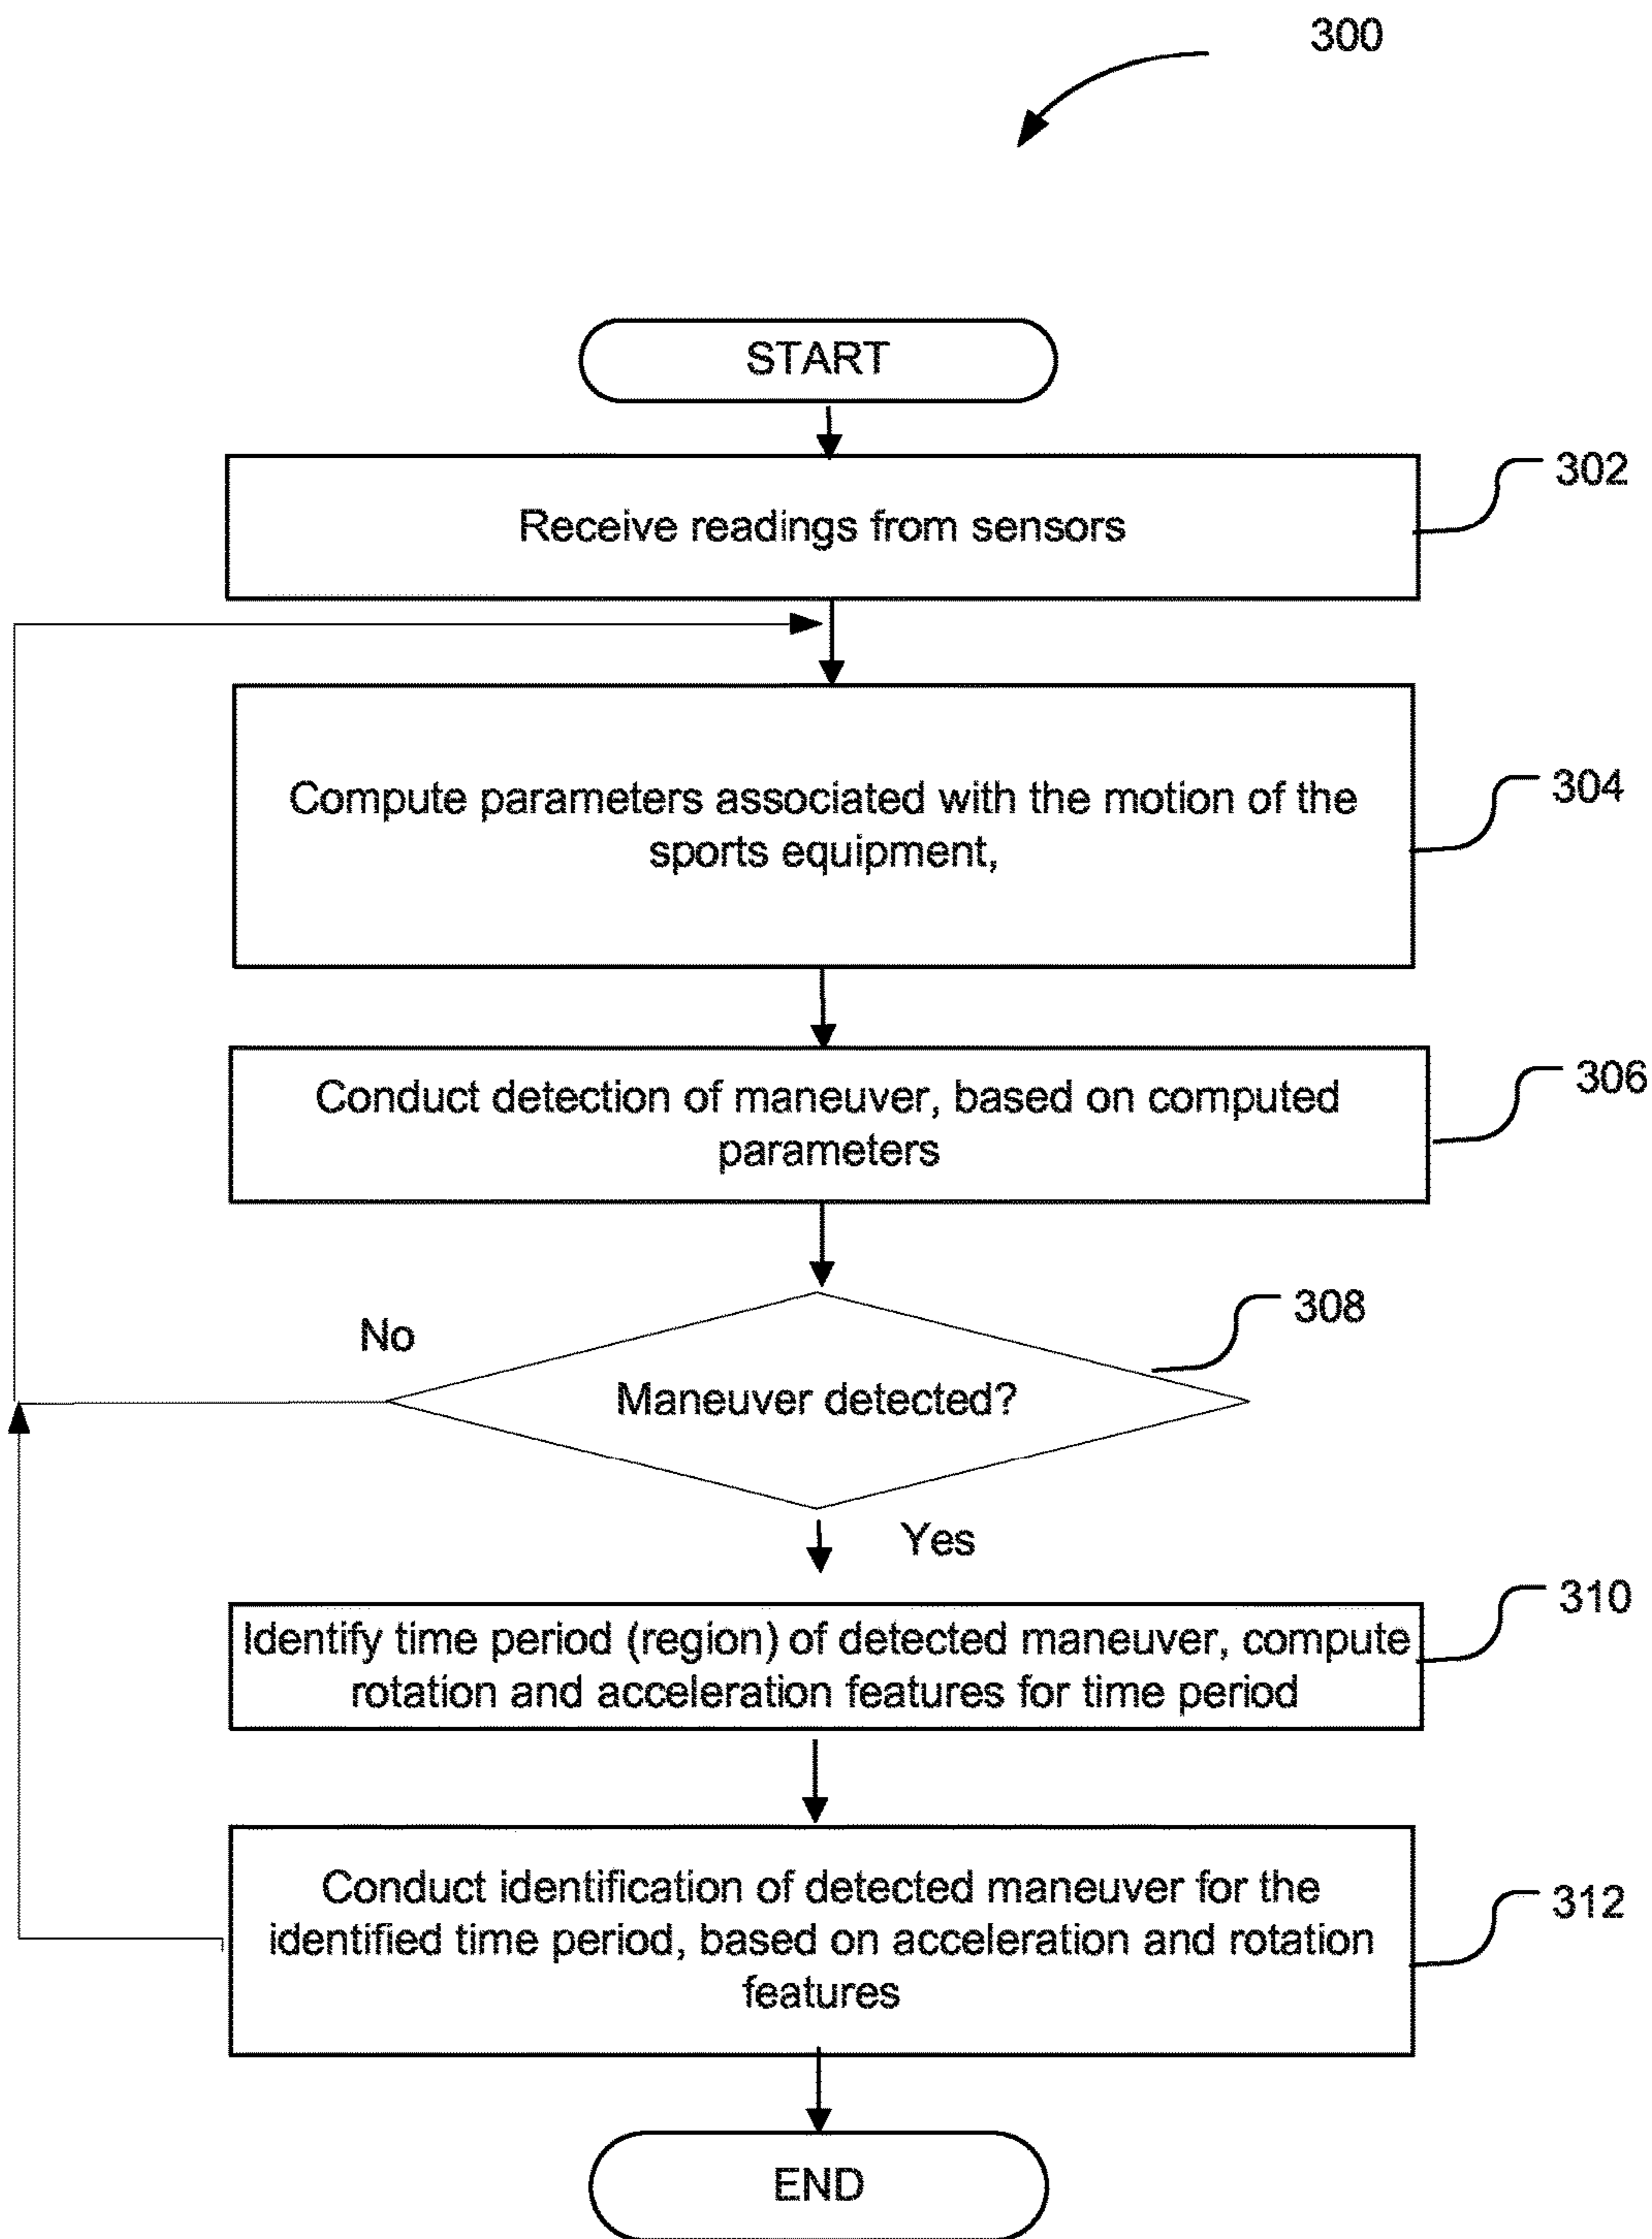 300
START
302
Receive readings from sensors
304
Compute parameters associated with the motion of the
sports equipment,
306
Conduct detection of maneuver, based on computed
parameters
308
No
Maneuver detected?
Yes
310
Identify time period (region) of detected maneuver, compute
rotation and acceleration features for time period
312
Conduct identification of detected maneuver for the
identified time period, based on acceleration and rotation
features
END